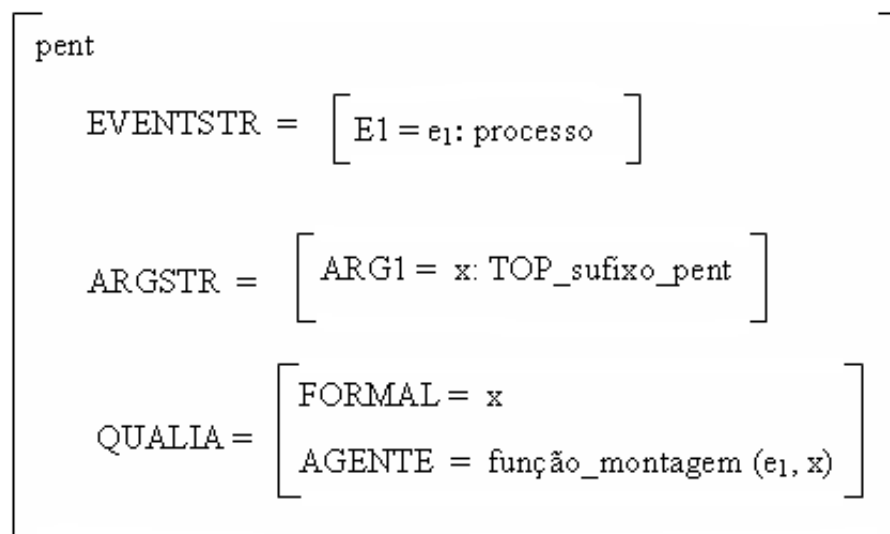 pent
EVENTSTR = E1 = e₁: processo
ARGSTR = ARG1 = x: TOP_sufixo_pent
FORMAL = x
QUALIA =
AGENTE = função_montagem (e₁, x)